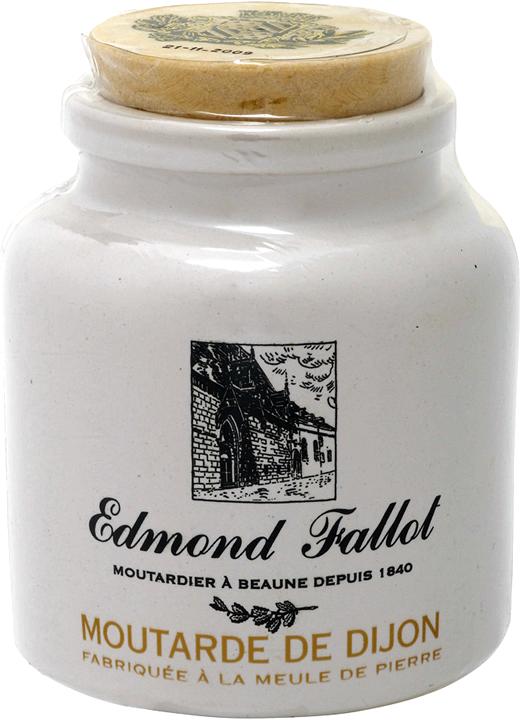 21-11-2009
Edmond Fallot
MOUTARDIER À BEAUNE DEPUIS 1840
MOUTARDE DE DIJON
FABRIQUÉE À LA MEULE DE PIERRE